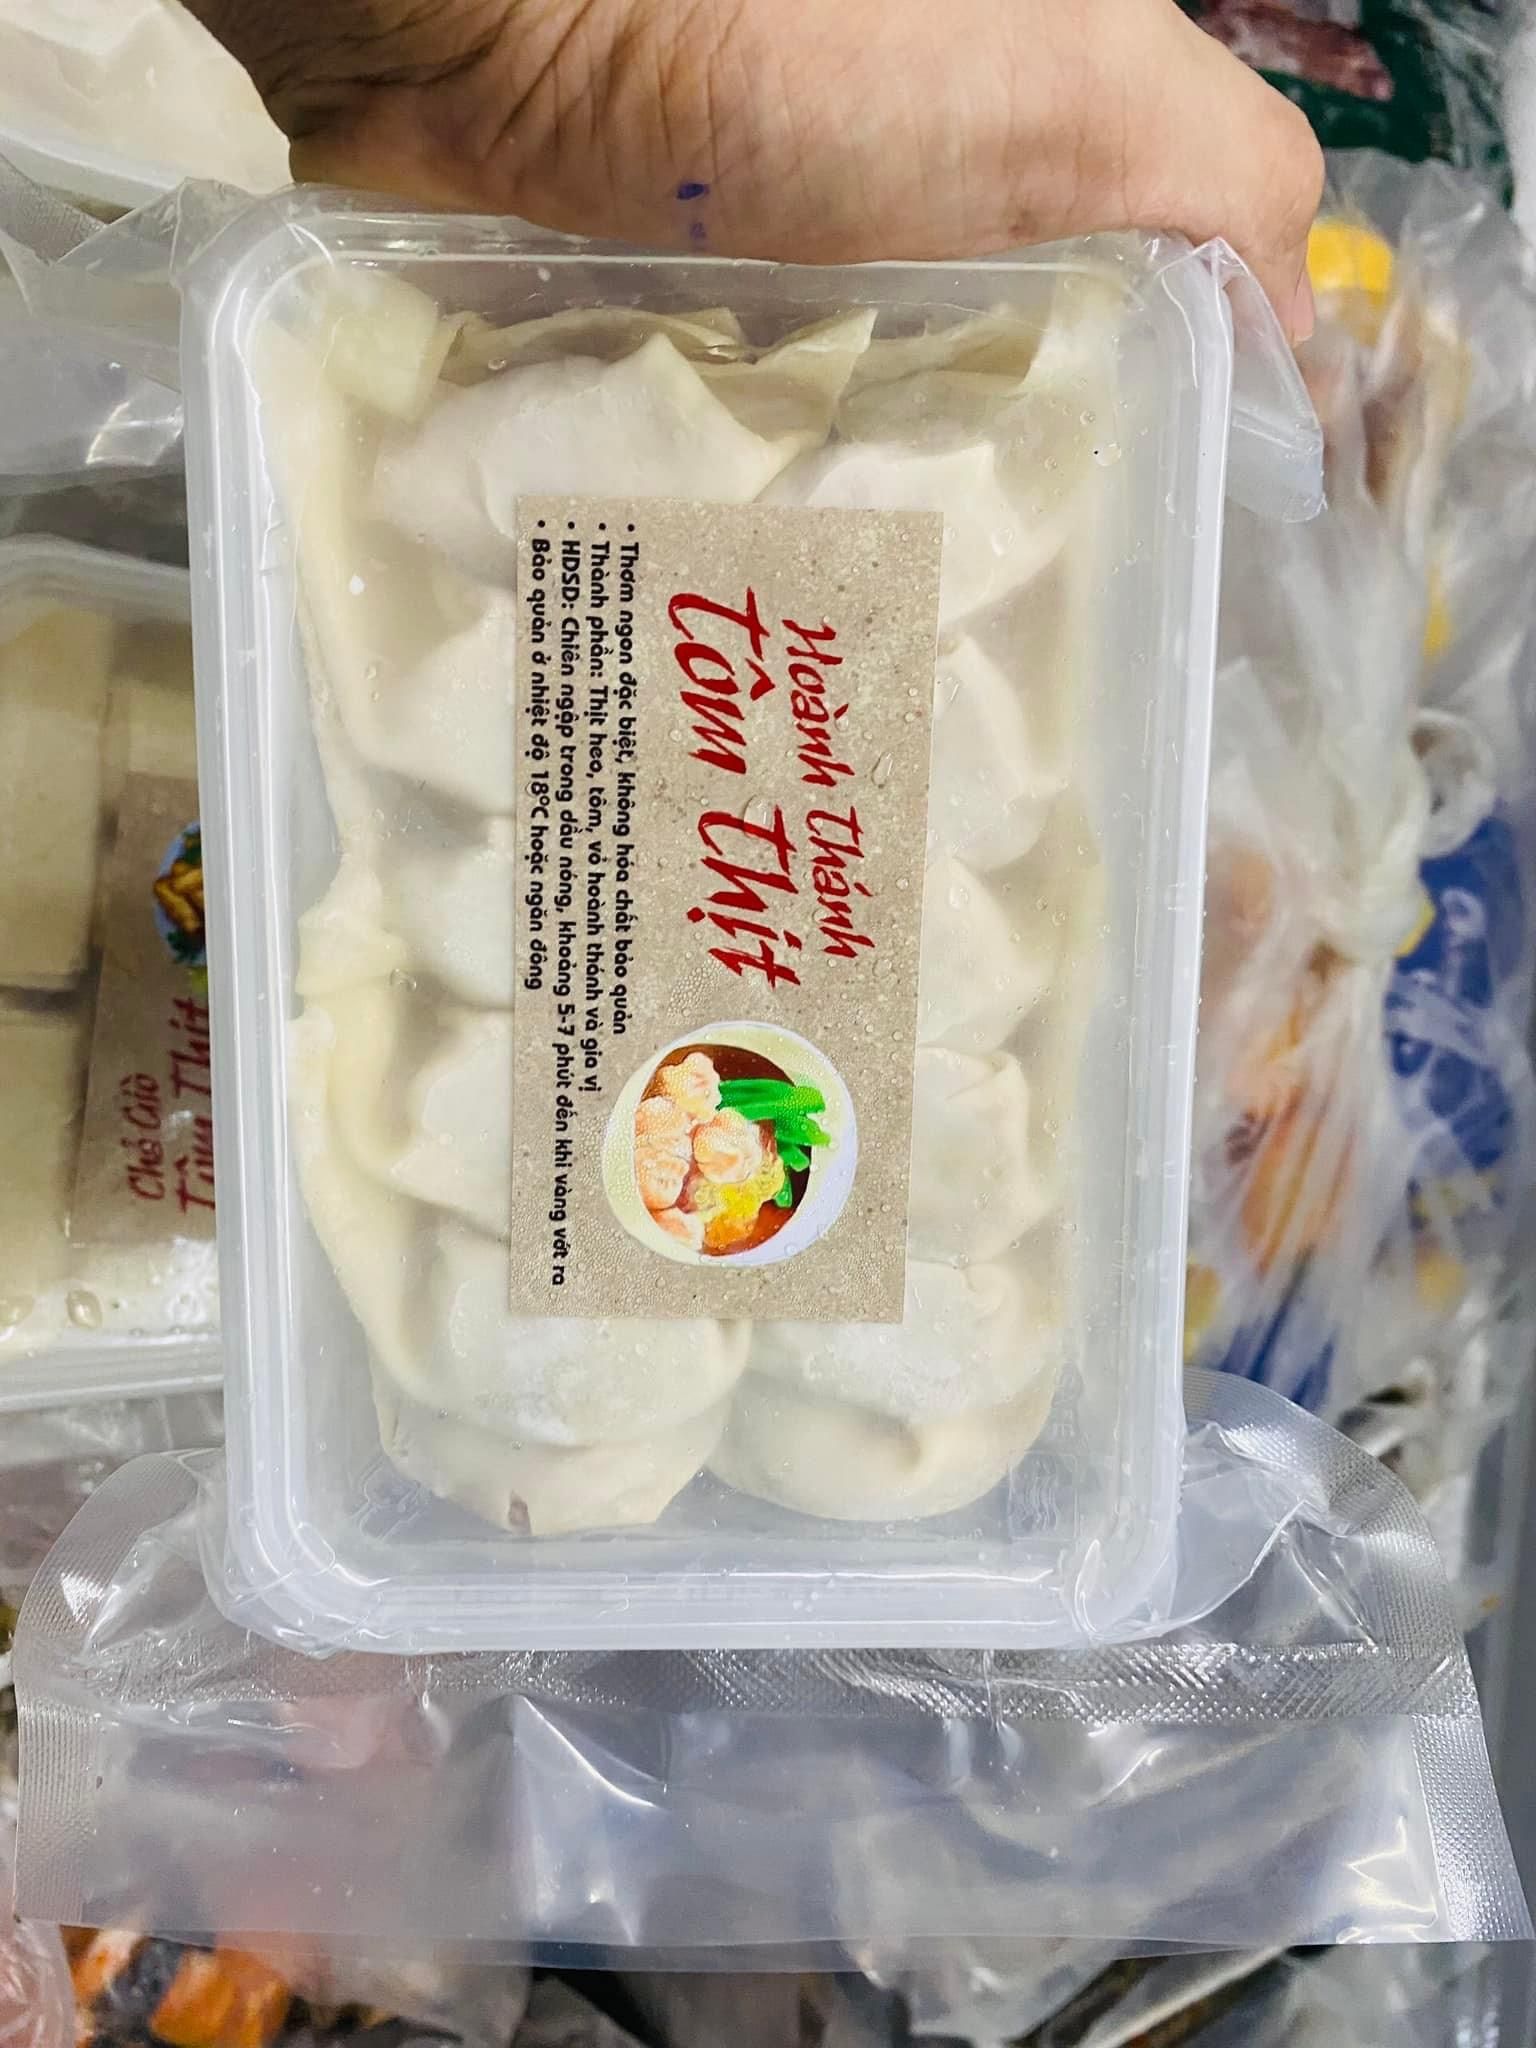 Hoành thánh
tôm thịt
• Thơm ngon đặc biệt, không hóa chất bảo quản
• Thành phần: Thịt heo, tôm, vỏ hoành thánh và gia vị
• HDSD: Chiên ngập trong dầu nóng, khoảng 5-7 phút đến khi vàng vớt ra
• Bảo quản ở nhiệt độ 18°C hoặc ngăn đông
Chả Giò
Tôm Thịt